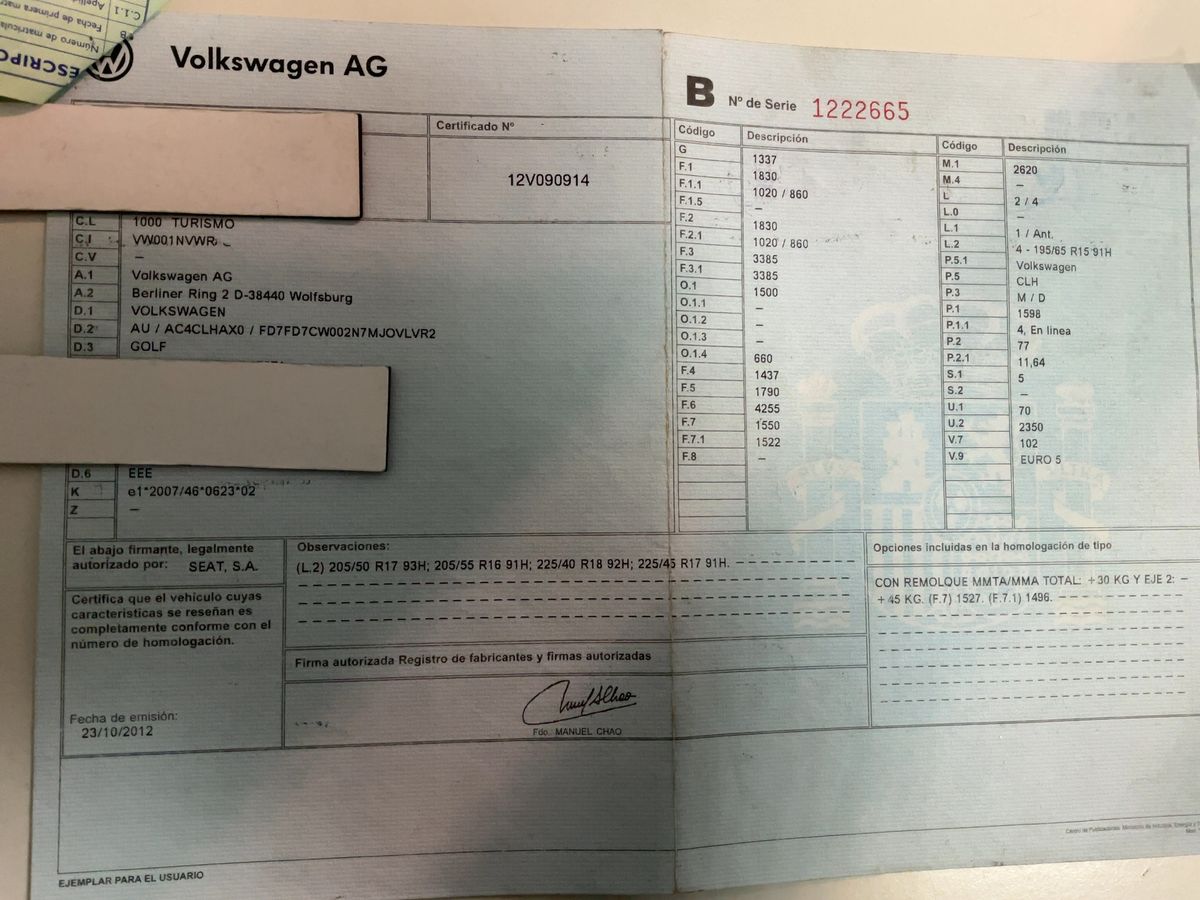 C.1.1
B Fecha de primera
Número de matrícula
Volkswagen AG
B Nº de Serie 1222665
Certificado Nº
12V090914
C.L 1000 TURISMO
C.I VW001NVWR
C.V –
A.1 Volkswagen AG
A.2 Berliner Ring 2 D-38440 Wolfsburg
D.1 VOLKSWAGEN
D.2 AU / AC4CLHAX0 / FD7FD7CW002N7MJOVLVR2
D.3 GOLF
D.6 EEE
K e1*2007/46*0623*02
Z –
Código Descripción
G 1337
F.1 1830
F.1.1 1020 / 860
F.1.5 –
F.2 1830
F.2.1 1020 / 860
F.3 3385
F.3.1 3385
O.1 1500
O.1.1 –
O.1.2 –
O.1.3 –
O.1.4 660
F.4 1437
F.5 1790
F.6 4255
F.7 1550
F.7.1 1522
F.8 –
Código Descripción
M.1 2620
M.4 –
L 2 / 4
L.0 –
L.1 1 / Ant.
L.2 4 - 195/65 R15 91H
P.5.1 Volkswagen
P.5 CLH
P.3 M / D
P.1 1598
P.1.1 4, En linea
P.2 77
P.2.1 11,64
S.1 5
S.2 –
U.1 70
U.2 2350
V.7 102
V.9 EURO 5
El abajo firmante, legalmente
autorizado por: SEAT, S.A.
Certifica que el vehículo cuyas
características se reseñan es
completamente conforme con el
número de homologación.
Fecha de emisión:
23/10/2012
Observaciones:
(L.2) 205/50 R17 93H; 205/55 R16 91H; 225/40 R18 92H; 225/45 R17 91H.
Firma autorizada Registro de fabricantes y firmas autorizadas
Fdo. MANUEL CHAO
Opciones incluidas en la homologación de tipo
CON REMOLQUE MMTA/MMA TOTAL: +30 KG Y EJE 2: –
+ 45 KG. (F.7) 1527. (F.7.1) 1496.
EJEMPLAR PARA EL USUARIO